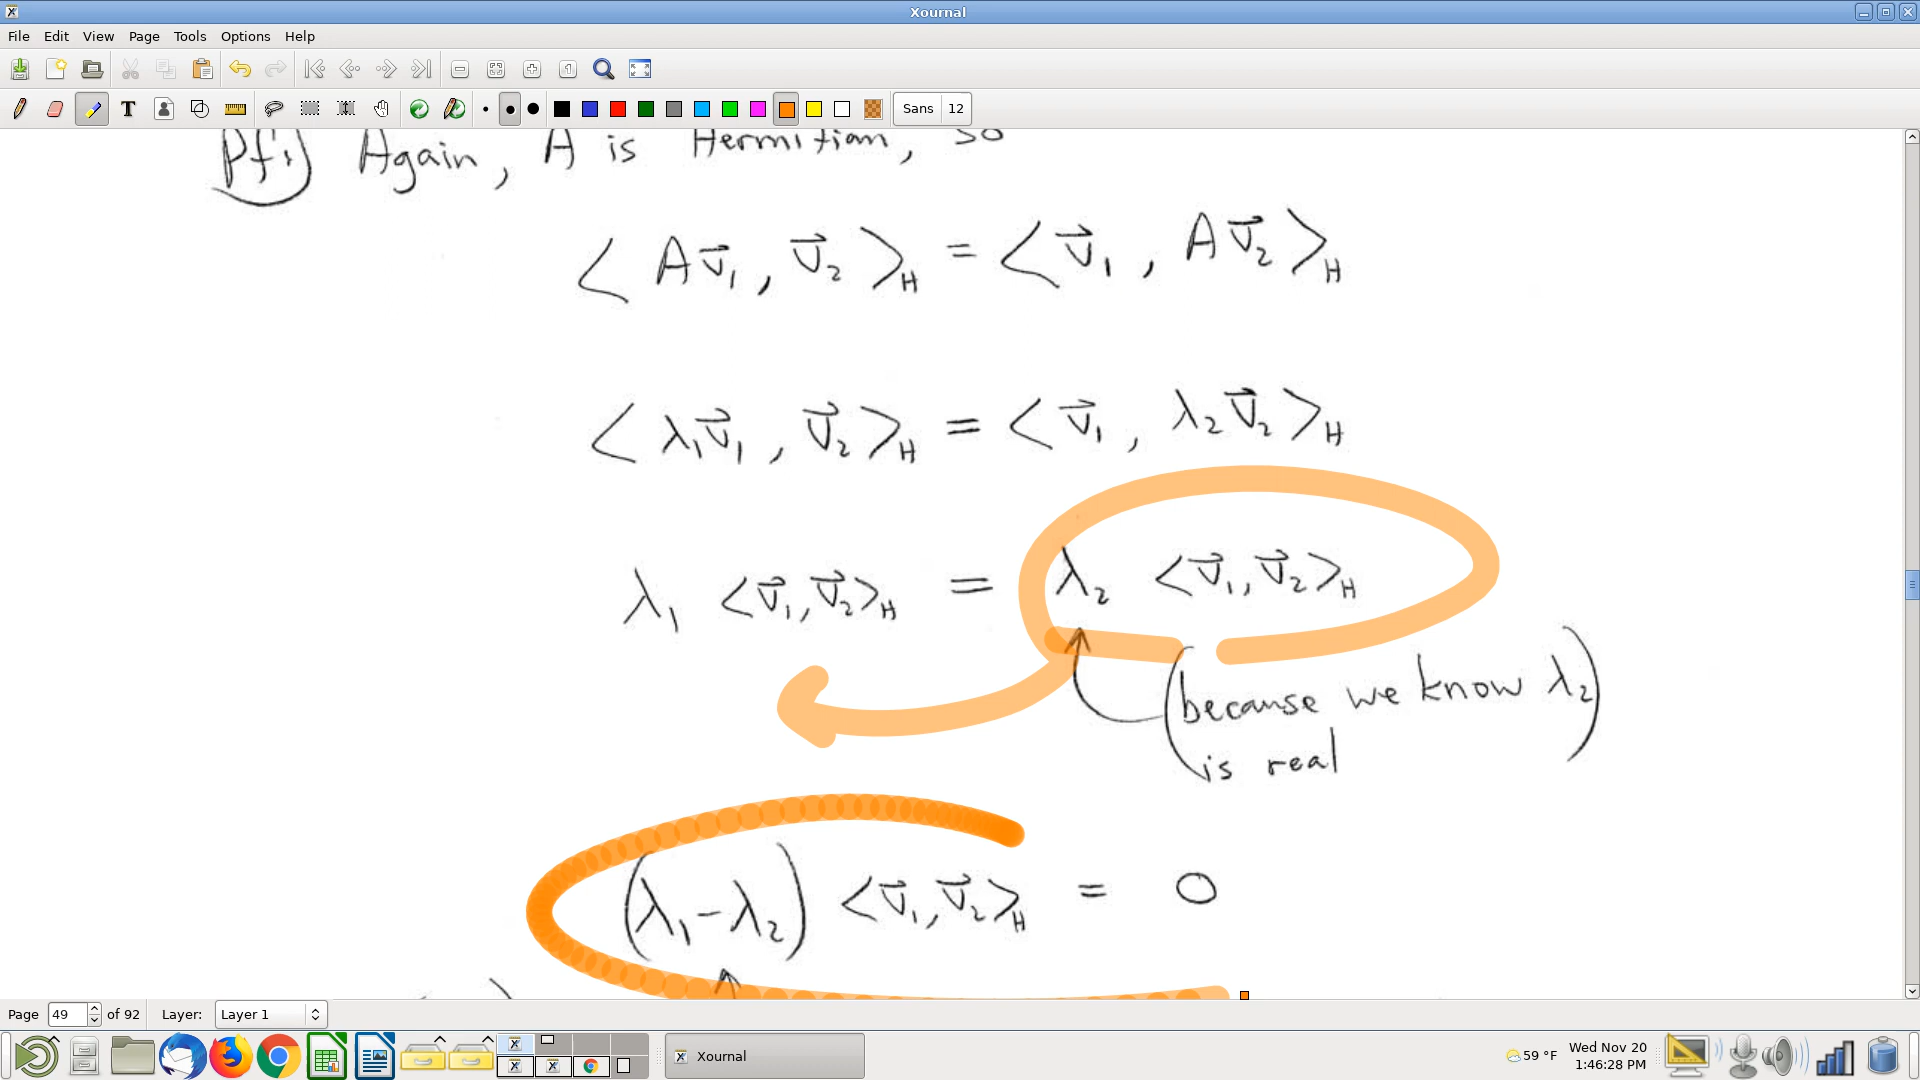 Xournal
File Edit View Page Tools Options Help
Sans 12
Pf:) Again, A is Hermitian, so
⟨ Av⃗₁, v⃗₂ ⟩_H = ⟨ v⃗₁, Av⃗₂ ⟩_H
⟨ λ₁v⃗₁, v⃗₂ ⟩_H = ⟨ v⃗₁, λ₂v⃗₂ ⟩_H
λ₁ ⟨v⃗₁, v⃗₂⟩_H = λ₂ ⟨v⃗₁, v⃗₂⟩_H
(because we know λ₂
is real)
(λ₁-λ₂) ⟨v⃗₁, v⃗₂⟩_H = 0
Page 49 of 92 Layer: Layer 1
Xournal
59 °F
Wed Nov 20
1:46:28 PM